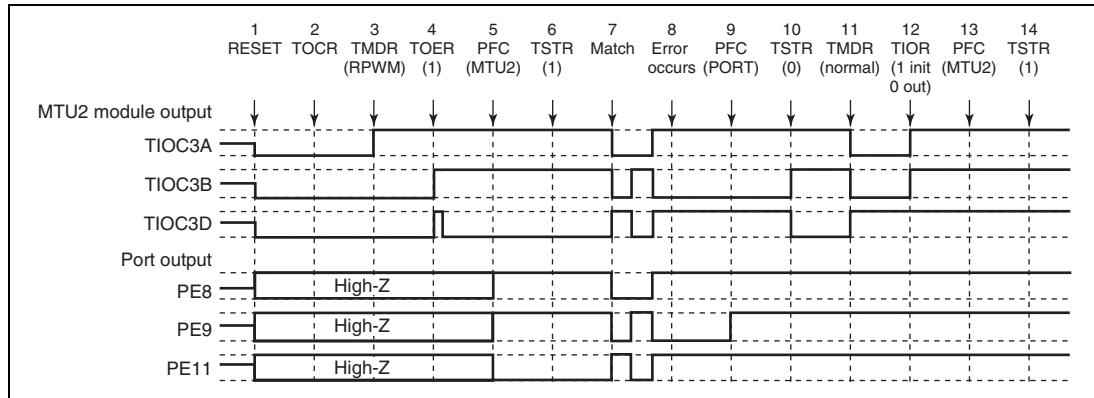 1 2 3 4 5 6 7 8 9 10 11 12 13 14
RESET TOCR TMDR TOER PFC TSTR Match Error PFC TSTR TMDR TIOR PFC TSTR
(RPWM) (1) (MTU2) (1) occurs (PORT) (0) (normal) (1 init (MTU2) (1)
0 out)
MTU2 module output
TIOC3A
TIOC3B
TIOC3D
Port output
PE8 High-Z
PE9 High-Z
PE11 High-Z